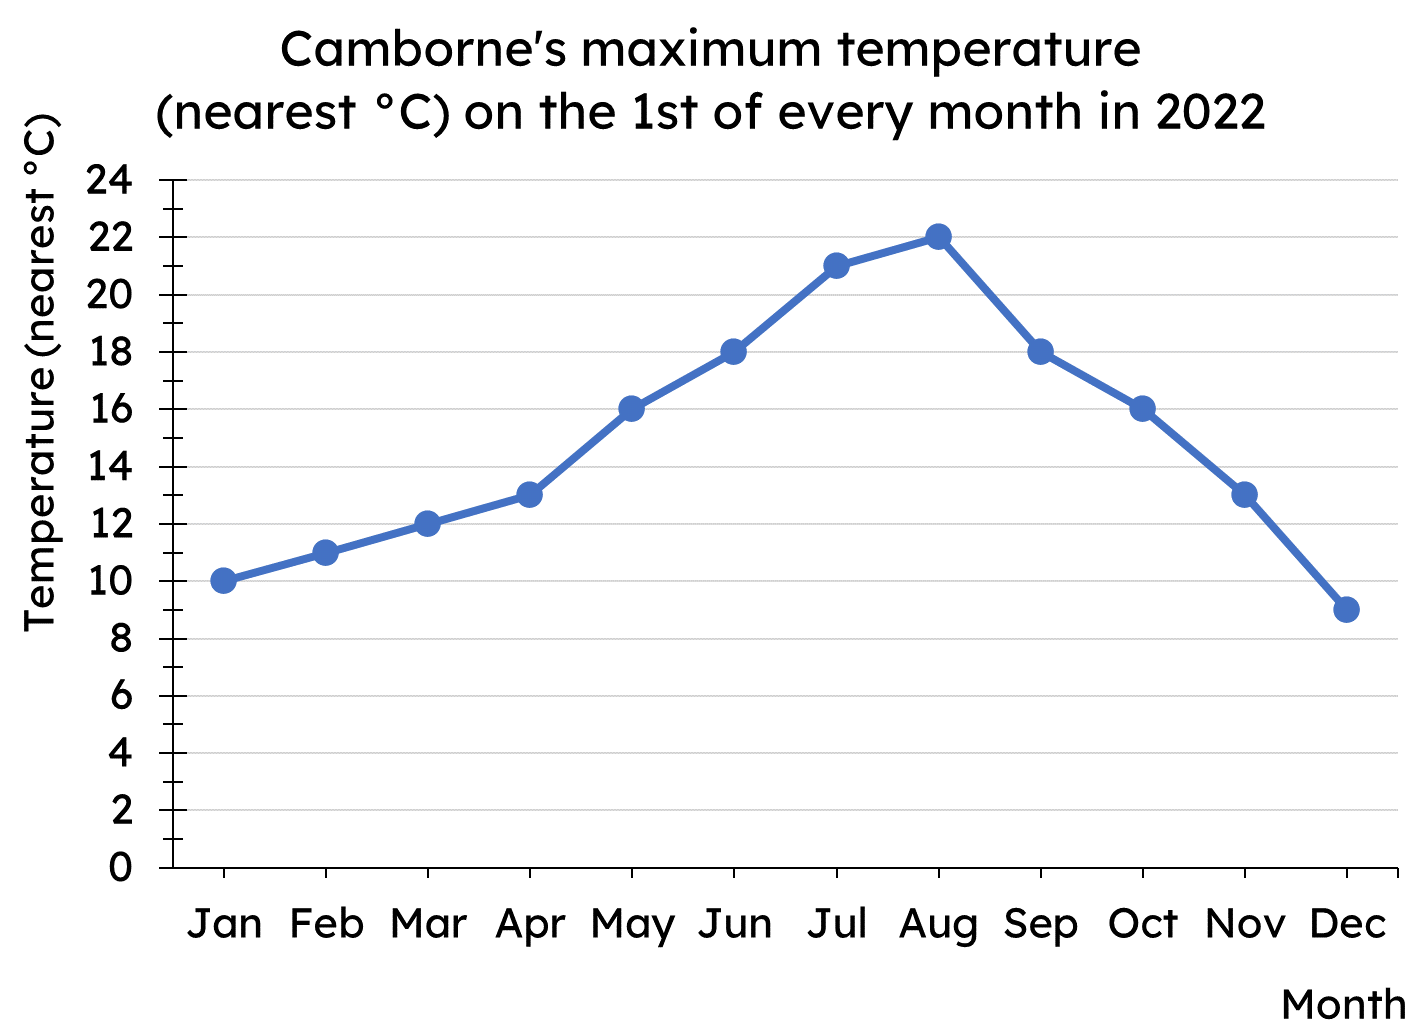 Camborne's maximum temperature
(nearest °C) on the 1st of every month in 2022
Temperature (nearest °C)
24
22
20
18
16
14
12
10
8
6
4
2
0
Jan Feb Mar Apr May Jun Jul Aug Sep Oct Nov Dec
Month